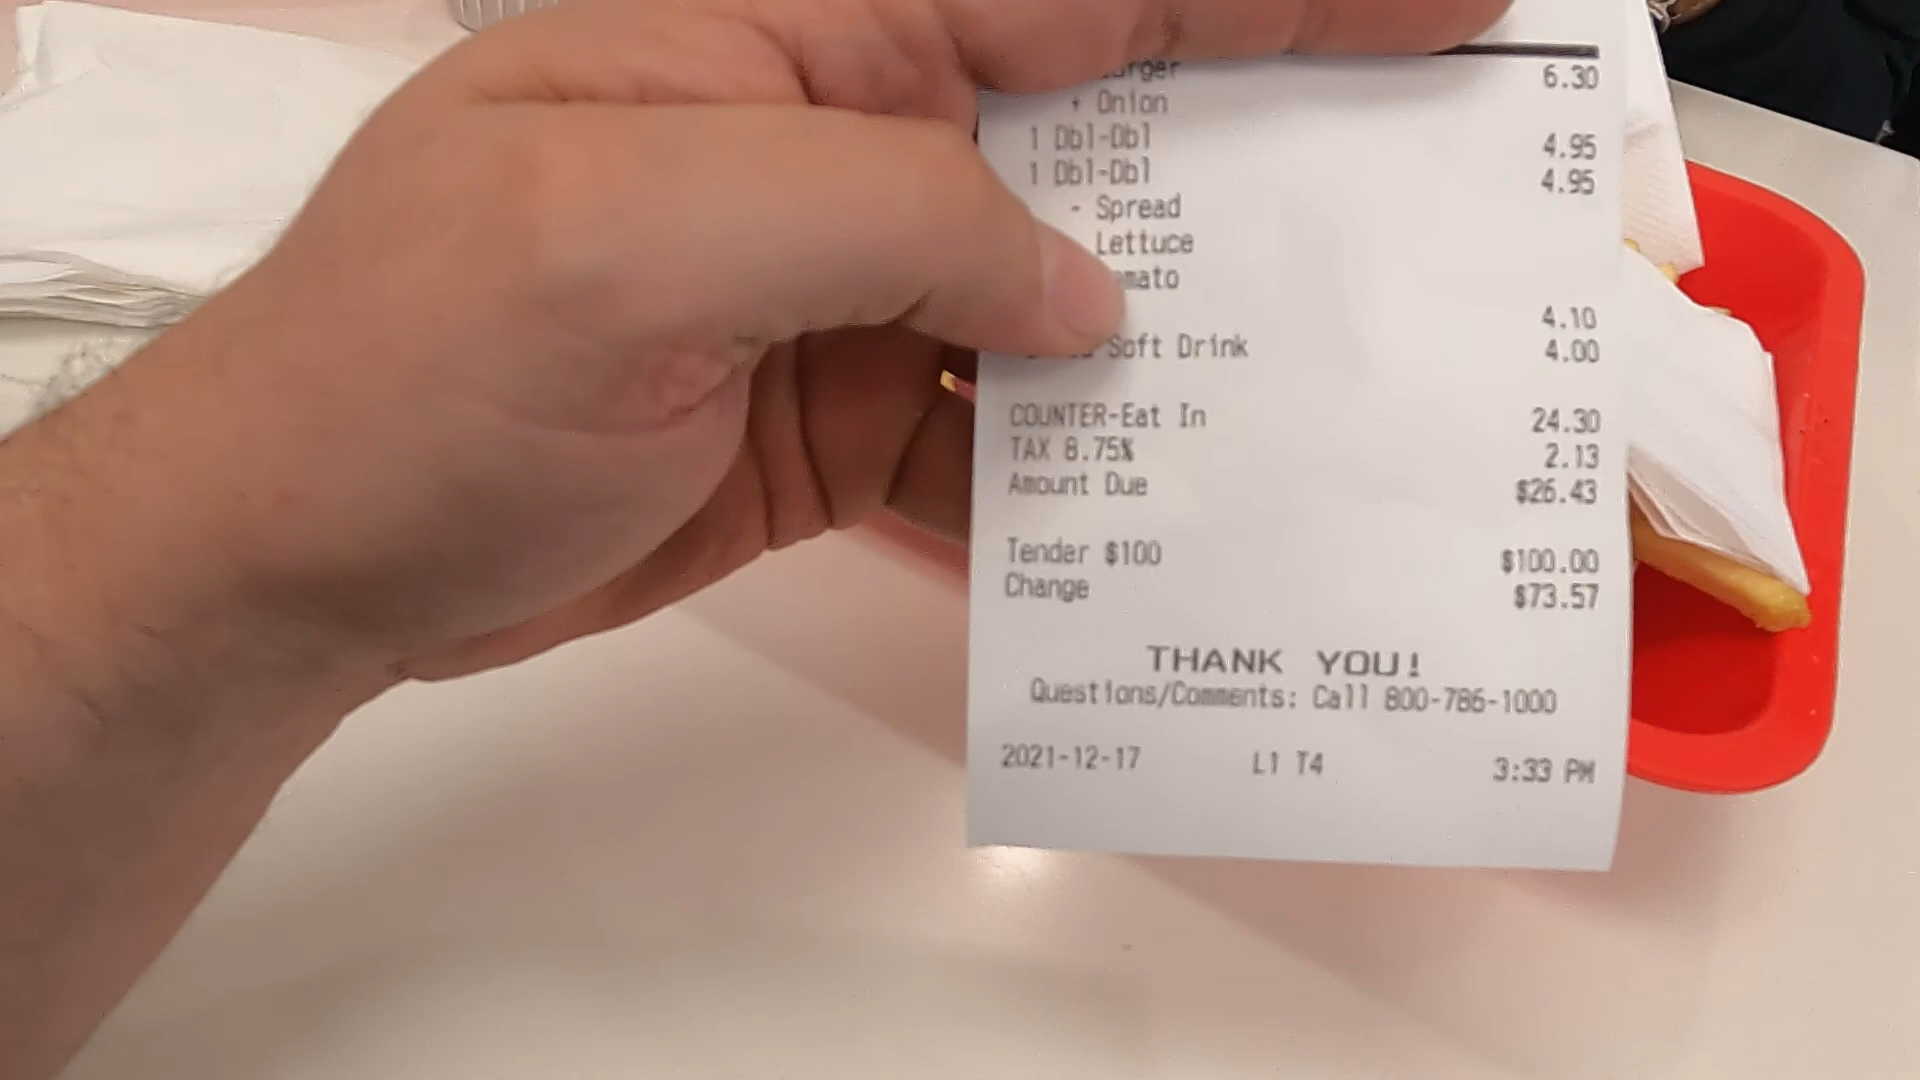 6.30
+ Onion
1 Dbl-Dbl 4.95
1 Dbl-Dbl 4.95
- Spread
Lettuce
4.10
Soft Drink 4.00
COUNTER-Eat In 24.30
TAX 8.75% 2.13
Amount Due $26.43
Tender $100 $100.00
Change $73.57
THANK YOU!
Questions/Comments: Call 800-786-1000
2021-12-17 L1 T4 3:33 PM